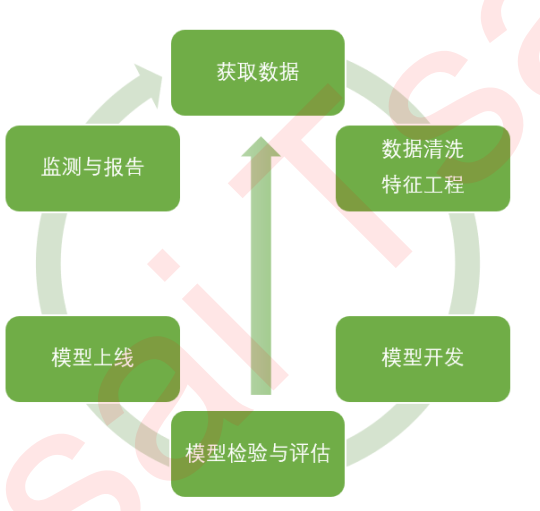 获取数据
数据清洗
特征工程
模型开发
模型检验与评估
模型上线
监测与报告